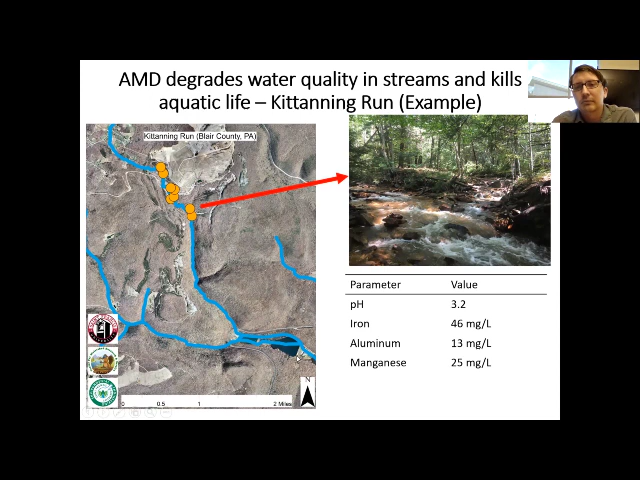 AMD degrades water quality in streams and kills
aquatic life – Kittanning Run (Example)
Kittanning Run (Blair County, PA)
Parameter Value
pH 3.2
Iron 46 mg/L
Aluminum 13 mg/L
Manganese 25 mg/L
N
0 0.5 1 2 Miles